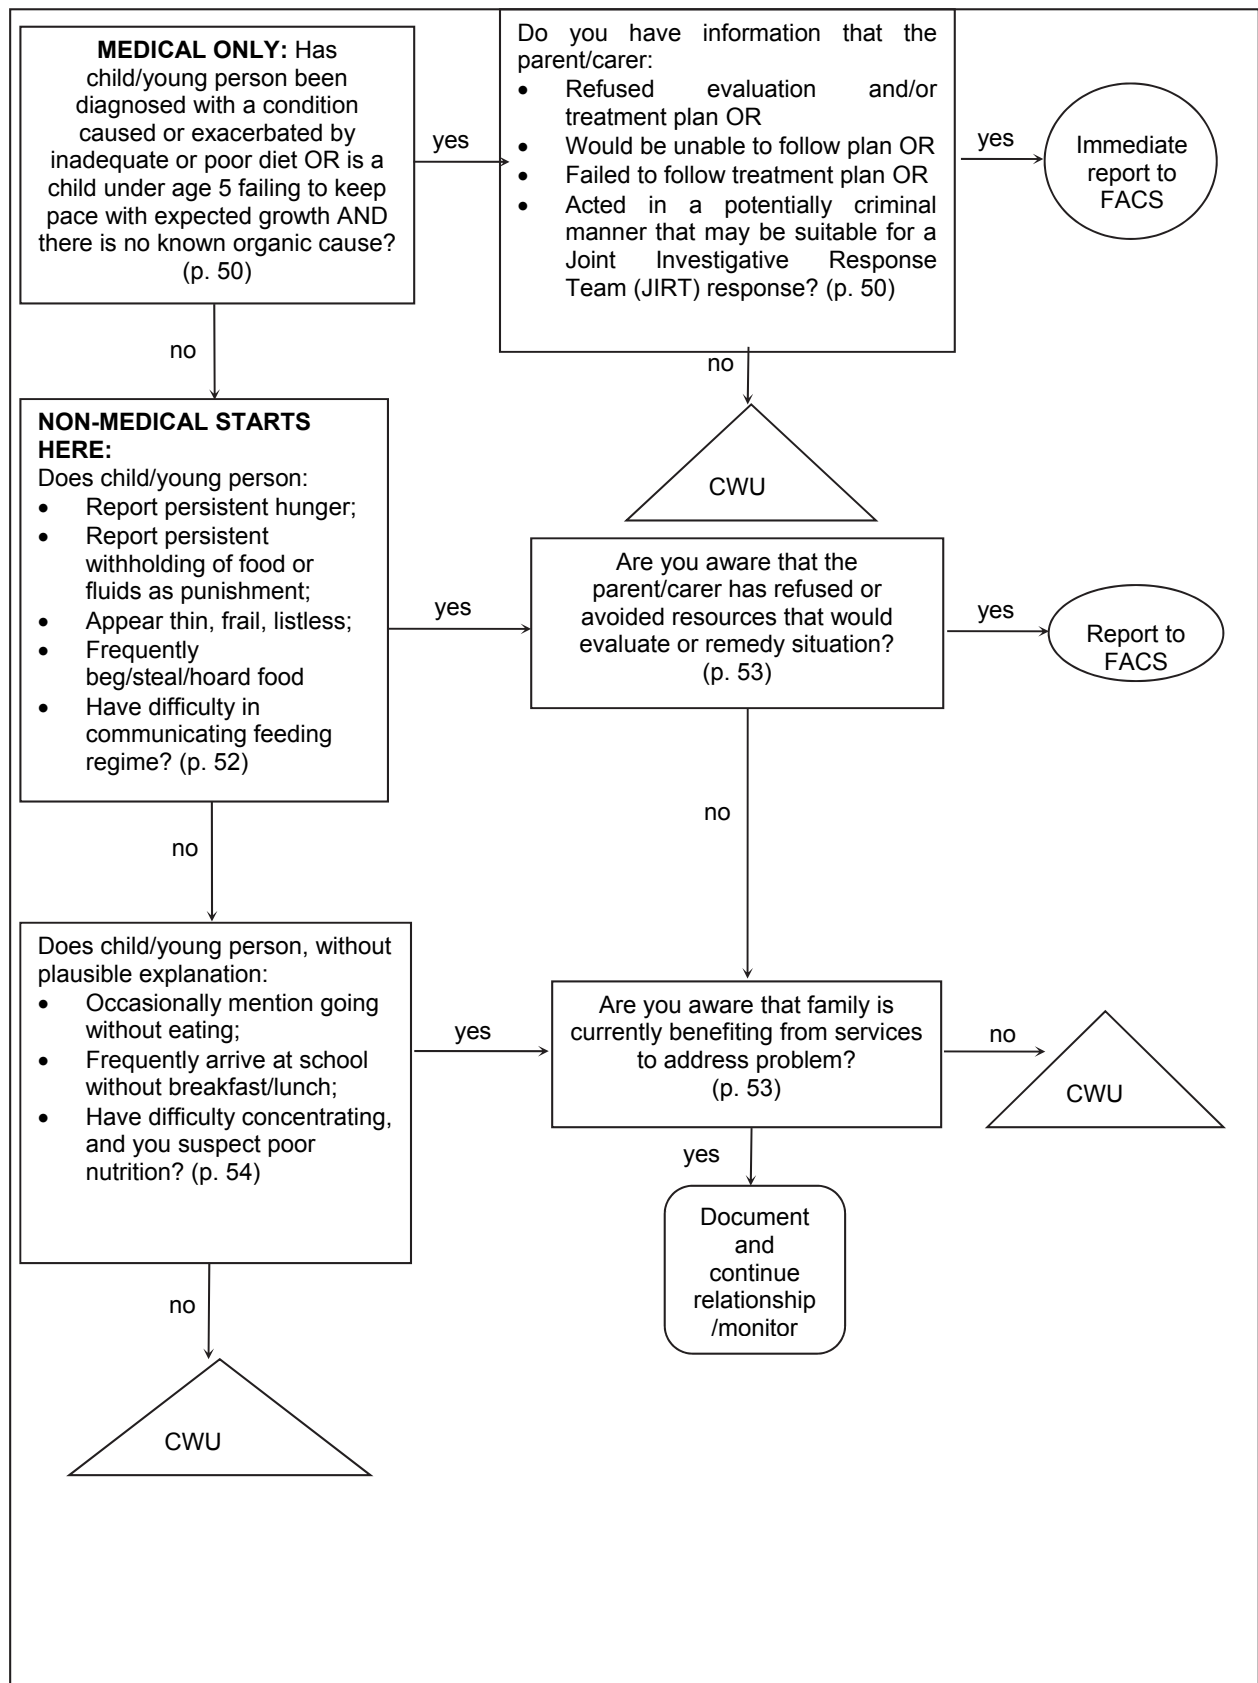 MEDICAL ONLY: Has
child/young person been
diagnosed with a condition
caused or exacerbated by
inadequate or poor diet OR is a
child under age 5 failing to keep
pace with expected growth AND
there is no known organic cause?
(p. 50)
yes
Do you have information that the
parent/carer:
• Refused evaluation and/or
treatment plan OR
• Would be unable to follow plan OR
• Failed to follow treatment plan OR
• Acted in a potentially criminal
manner that may be suitable for a
Joint Investigative Response
Team (JIRT) response? (p. 50)
yes
Immediate
report to
FACS
no
no
CWU
NON-MEDICAL STARTS
HERE:
Does child/young person:
• Report persistent hunger;
• Report persistent
withholding of food or
fluids as punishment;
• Appear thin, frail, listless;
• Frequently
beg/steal/hoard food
• Have difficulty in
communicating feeding
regime? (p. 52)
yes
Are you aware that the
parent/carer has refused or
avoided resources that would
evaluate or remedy situation?
(p. 53)
yes
Report to
FACS
no
no
Does child/young person, without
plausible explanation:
• Occasionally mention going
without eating;
• Frequently arrive at school
without breakfast/lunch;
• Have difficulty concentrating,
and you suspect poor
nutrition? (p. 54)
yes
Are you aware that family is
currently benefiting from services
to address problem?
(p. 53)
no
CWU
yes
Document
and
continue
relationship
/monitor
no
CWU